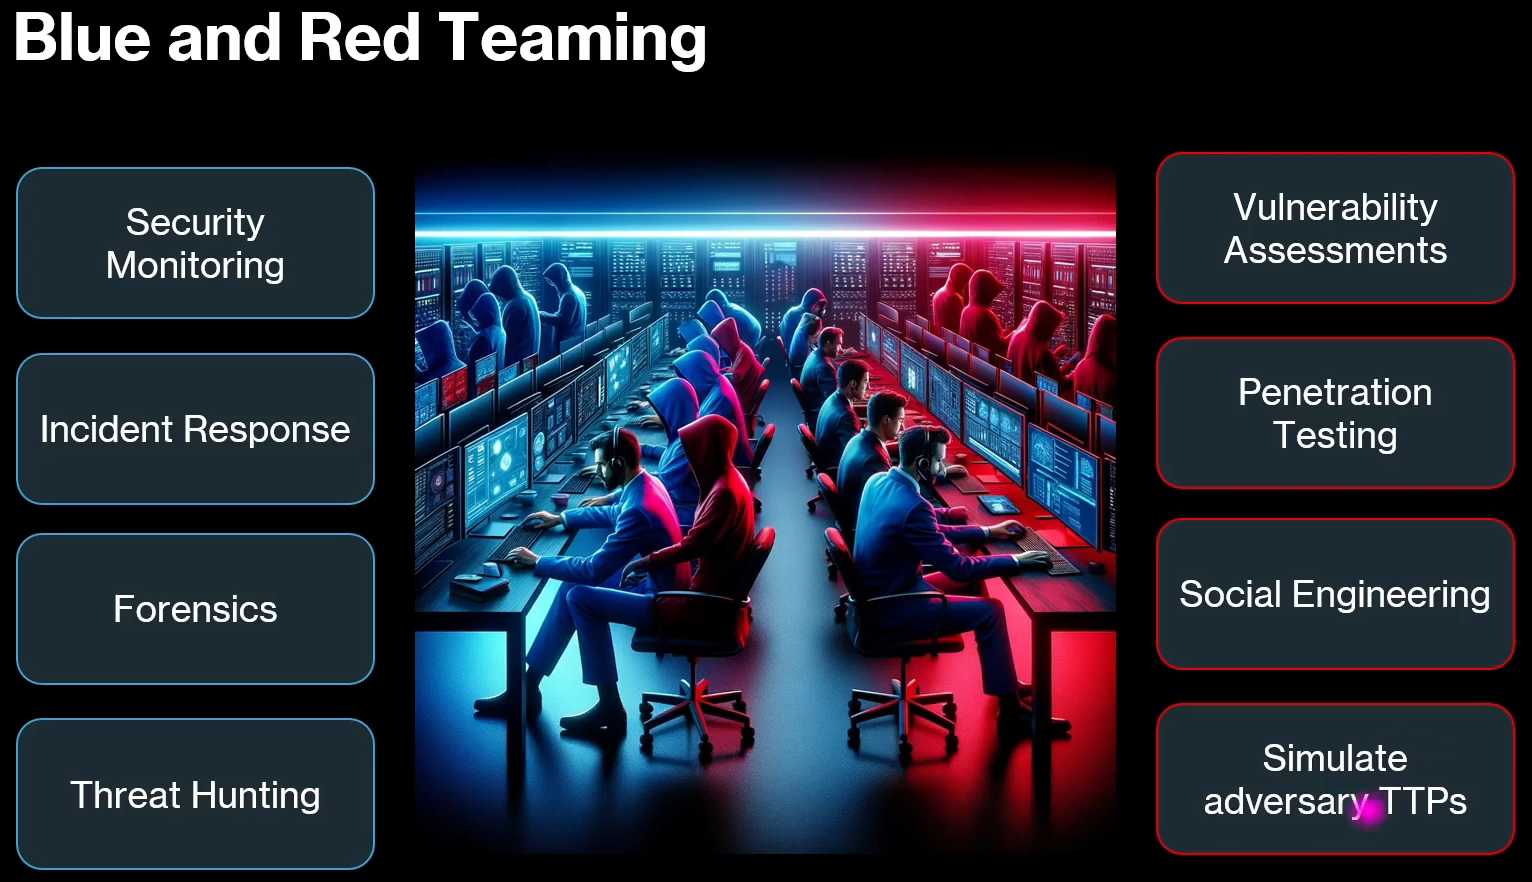 Blue and Red Teaming
Security
Monitoring
Incident Response
Forensics
Threat Hunting
Vulnerability
Assessments
Penetration
Testing
Social Engineering
Simulate
adversary TTPs